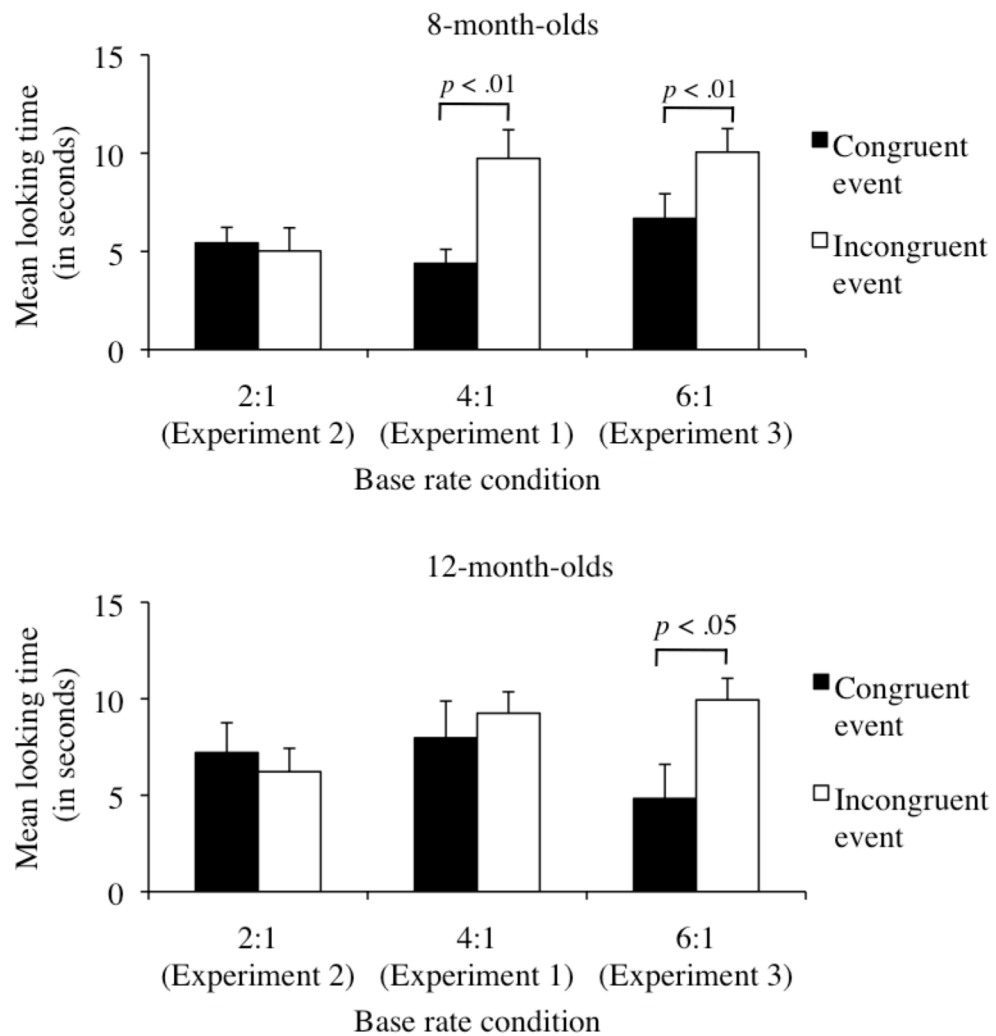 8-month-olds
15
10
5
0
Mean looking time
(in seconds)
p < .01
p < .01
Congruent
event
Incongruent
event
2:1
(Experiment 2)
4:1
(Experiment 1)
6:1
(Experiment 3)
Base rate condition
12-month-olds
15
10
5
0
Mean looking time
(in seconds)
p < .05
Congruent
event
Incongruent
event
2:1
(Experiment 2)
4:1
(Experiment 1)
6:1
(Experiment 3)
Base rate condition